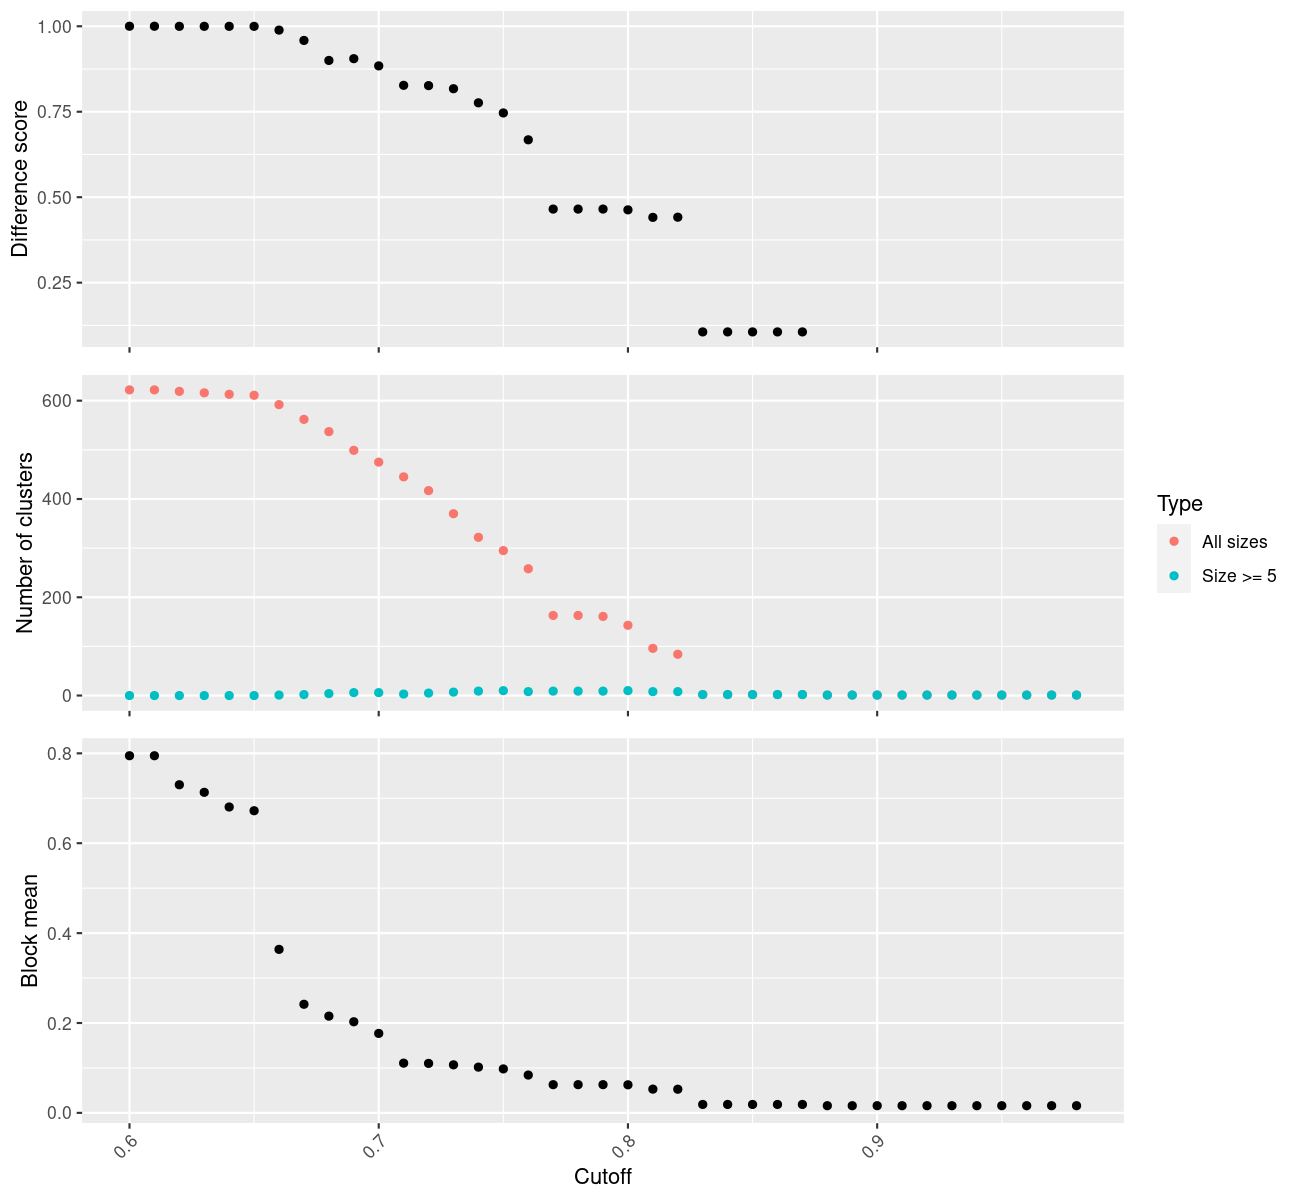 1.00
0.75
0.50
0.25
Difference score
600
400
200
0
Number of clusters
Type
All sizes
Size >= 5
0.8
0.6
0.4
0.2
0.0
Block mean
0.6 0.7 0.8 0.9
Cutoff